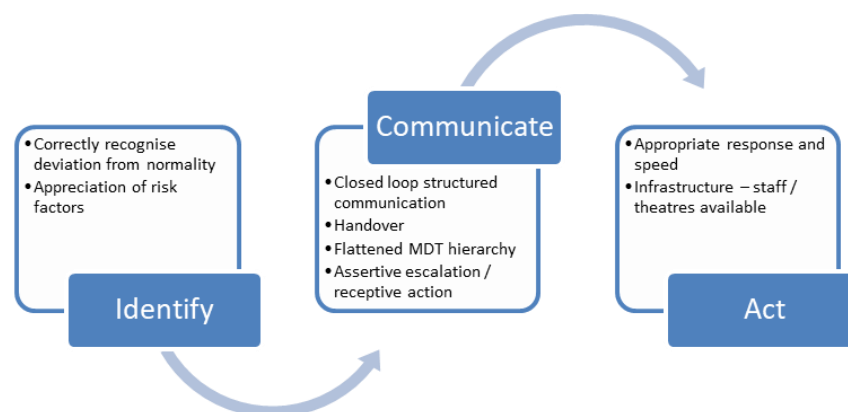 • Correctly recognise
deviation from normality
• Appreciation of risk
factors
Identify
Communicate
• Closed loop structured
communication
• Handover
• Flattened MDT hierarchy
• Assertive escalation /
receptive action
• Appropriate response and
speed
• Infrastructure – staff /
theatres available
Act